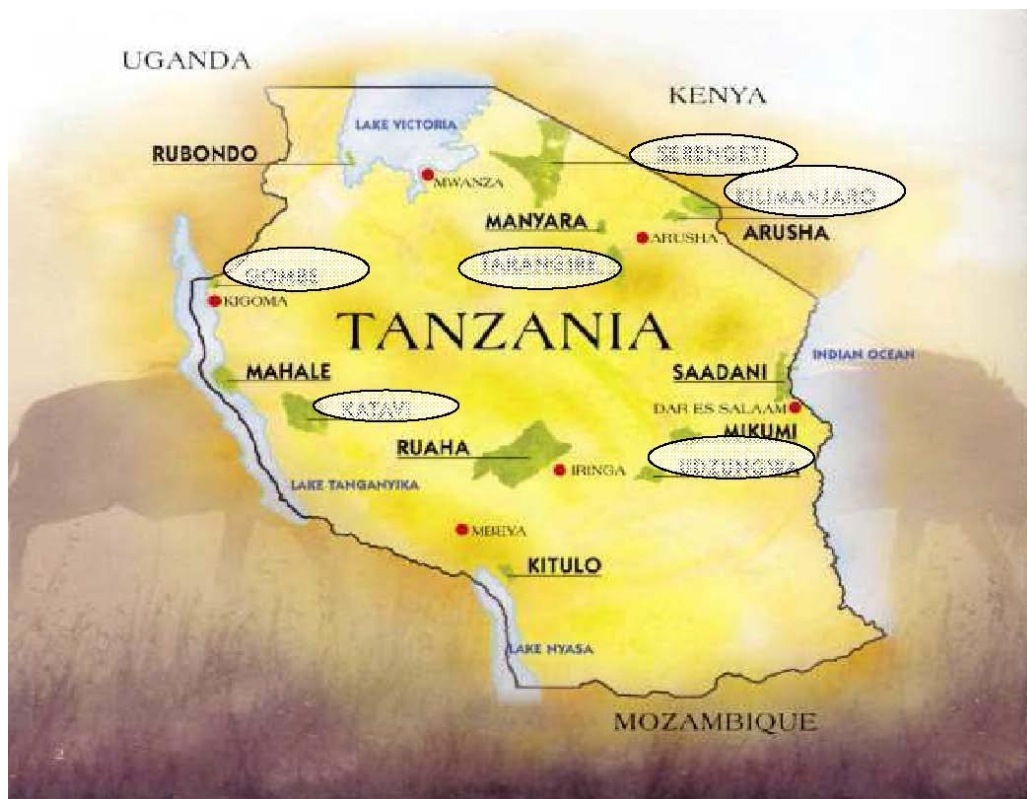 UGANDA
KENYA
LAKE VICTORIA
RUBONDO
SERENGETI
MWANZA
KILIMANJARO
MANYARA
ARUSHA
ARUSHA
GOMBE
TARANGIRE
KIGOMA
TANZANIA
INDIAN OCEAN
MAHALE
SAADANI
KATAVI
DAR ES SALAAM
MIKUMI
RUAHA
UDZUNGWA
IRINGA
LAKE TANGANYIKA
MBEYA
KITULO
LAKE NYASA
MOZAMBIQUE
2